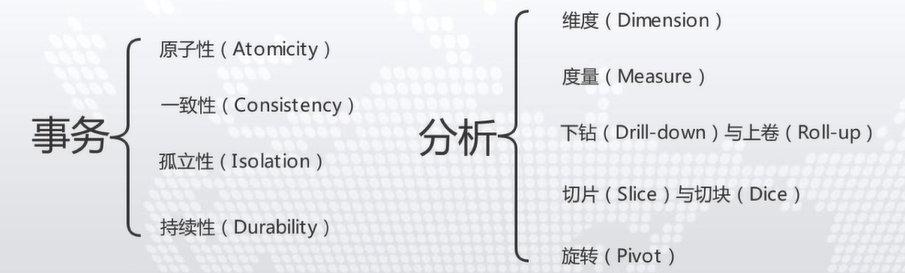 事务
原子性（Atomicity）
一致性（Consistency）
孤立性（Isolation）
持续性（Durability）
分析
维度（Dimension）
度量（Measure）
下钻（Drill-down）与上卷（Roll-up）
切片（Slice）与切块（Dice）
旋转（Pivot）